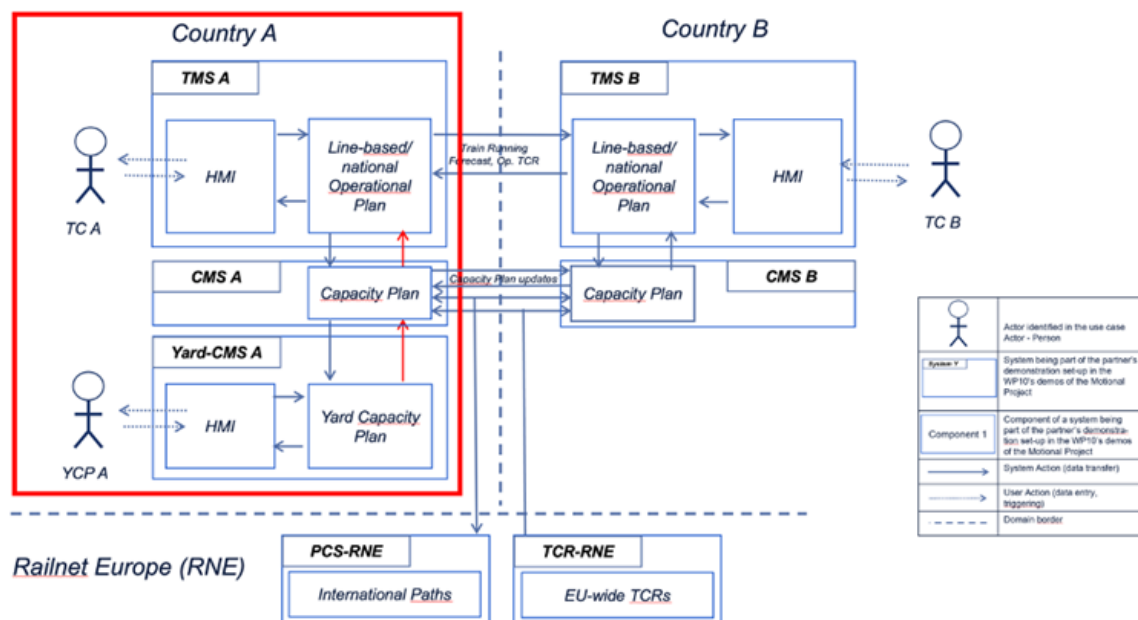 Country A
Country B
TMS A
TMS B
HMI
Line-based/
national
Operational
Plan
Train Running
Forecast, Op. TCR
Line-based/
national
Operational
Plan
HMI
TC A
TC B
CMS A
Capacity Plan
Capacity Plan updates
Capacity Plan
CMS B
Yard-CMS A
HMI
Yard Capacity
Plan
YCP A
Actor identified in the use case
Actor - Person
System Y
System being part of the partner's
demonstration set-up in
the WP10's demos of the Motional
Project
Component 1
Component of a system being
part of the partner's demonstra-
tion set-up in the WP10's demos
of the Motional Project
System Action (data transfer)
User Action (data entry,
triggering)
Domain border
Railnet Europe (RNE)
PCS-RNE
International Paths
TCR-RNE
EU-wide TCRs